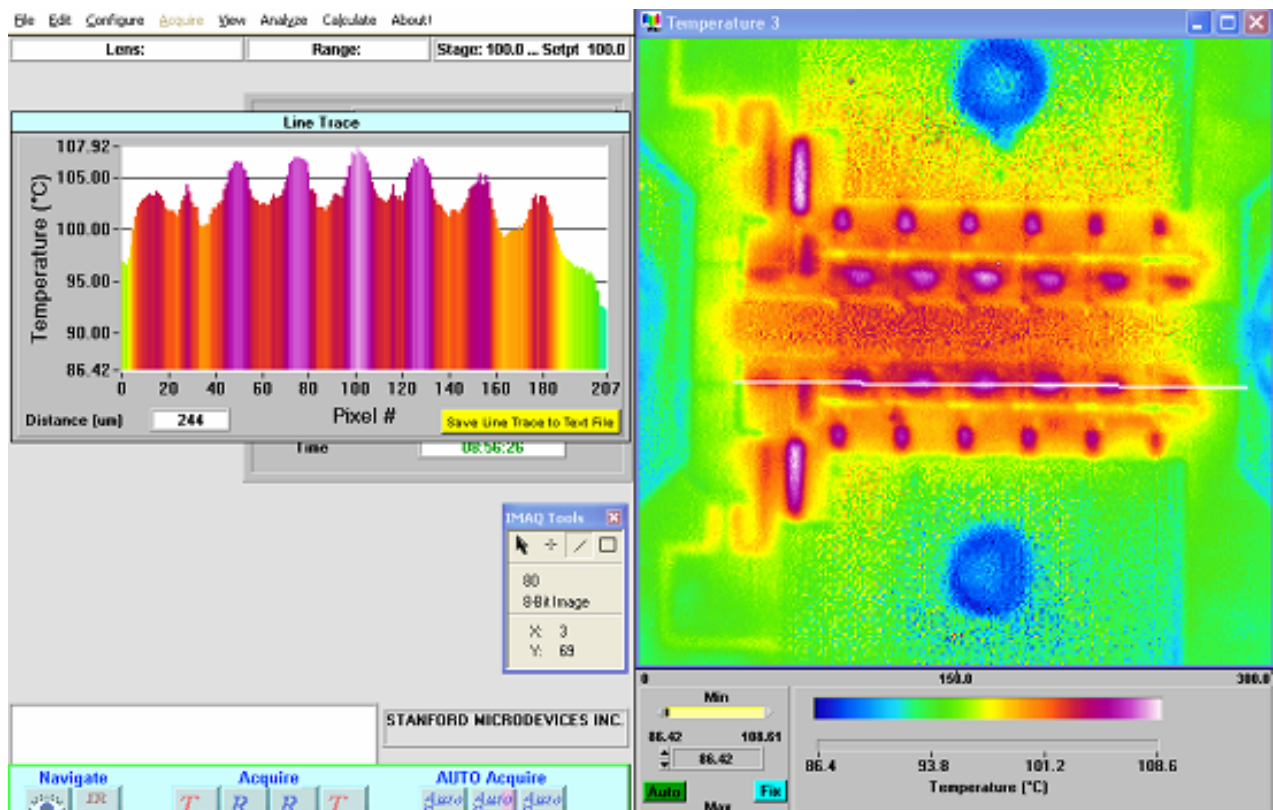 File Edit Configure Acquire View Analyze Calculate About!
Lens: Range: Stage: 100.0 ... Setpt 100.0
Line Trace
107.92
105.00
100.00
95.00
90.00
86.42
Temperature (°C)
0 20 40 60 80 100 120 140 160 180 207
Distance (um) 244 Pixel # Save Line Trace to Text File
Time 08:56:26
IMAQ Tools
80
8-Bit Image
X: 3
Y: 69
STANFORD MICRODEVICES INC.
Navigate Acquire AUTO Acquire
IR T R R T Auto Auto Auto
Temperature 3
0 150.0 300.0
Min
86.42 108.61
86.42
Auto Fix
Max
86.4 93.8 101.2 108.6
Temperature (°C)